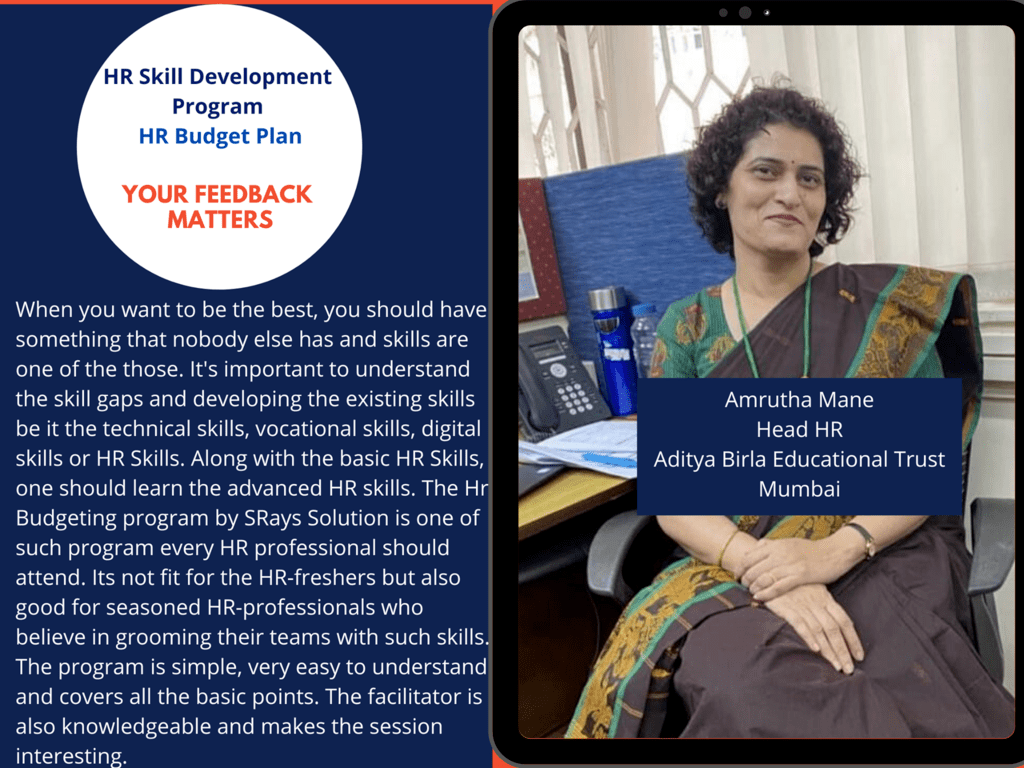 HR Skill Development
Program
HR Budget Plan
YOUR FEEDBACK
MATTERS
When you want to be the best, you should have
something that nobody else has and skills are
one of the those. It's important to understand
the skill gaps and developing the existing skills
be it the technical skills, vocational skills, digital
skills or HR Skills. Along with the basic HR Skills,
one should learn the advanced HR skills. The Hr
Budgeting program by SRays Solution is one of
such program every HR professional should
attend. Its not fit for the HR-freshers but also
good for seasoned HR-professionals who
believe in grooming their teams with such skills.
The program is simple, very easy to understand
and covers all the basic points. The facilitator is
also knowledgeable and makes the session
interesting.
Amrutha Mane
Head HR
Aditya Birla Educational Trust
Mumbai